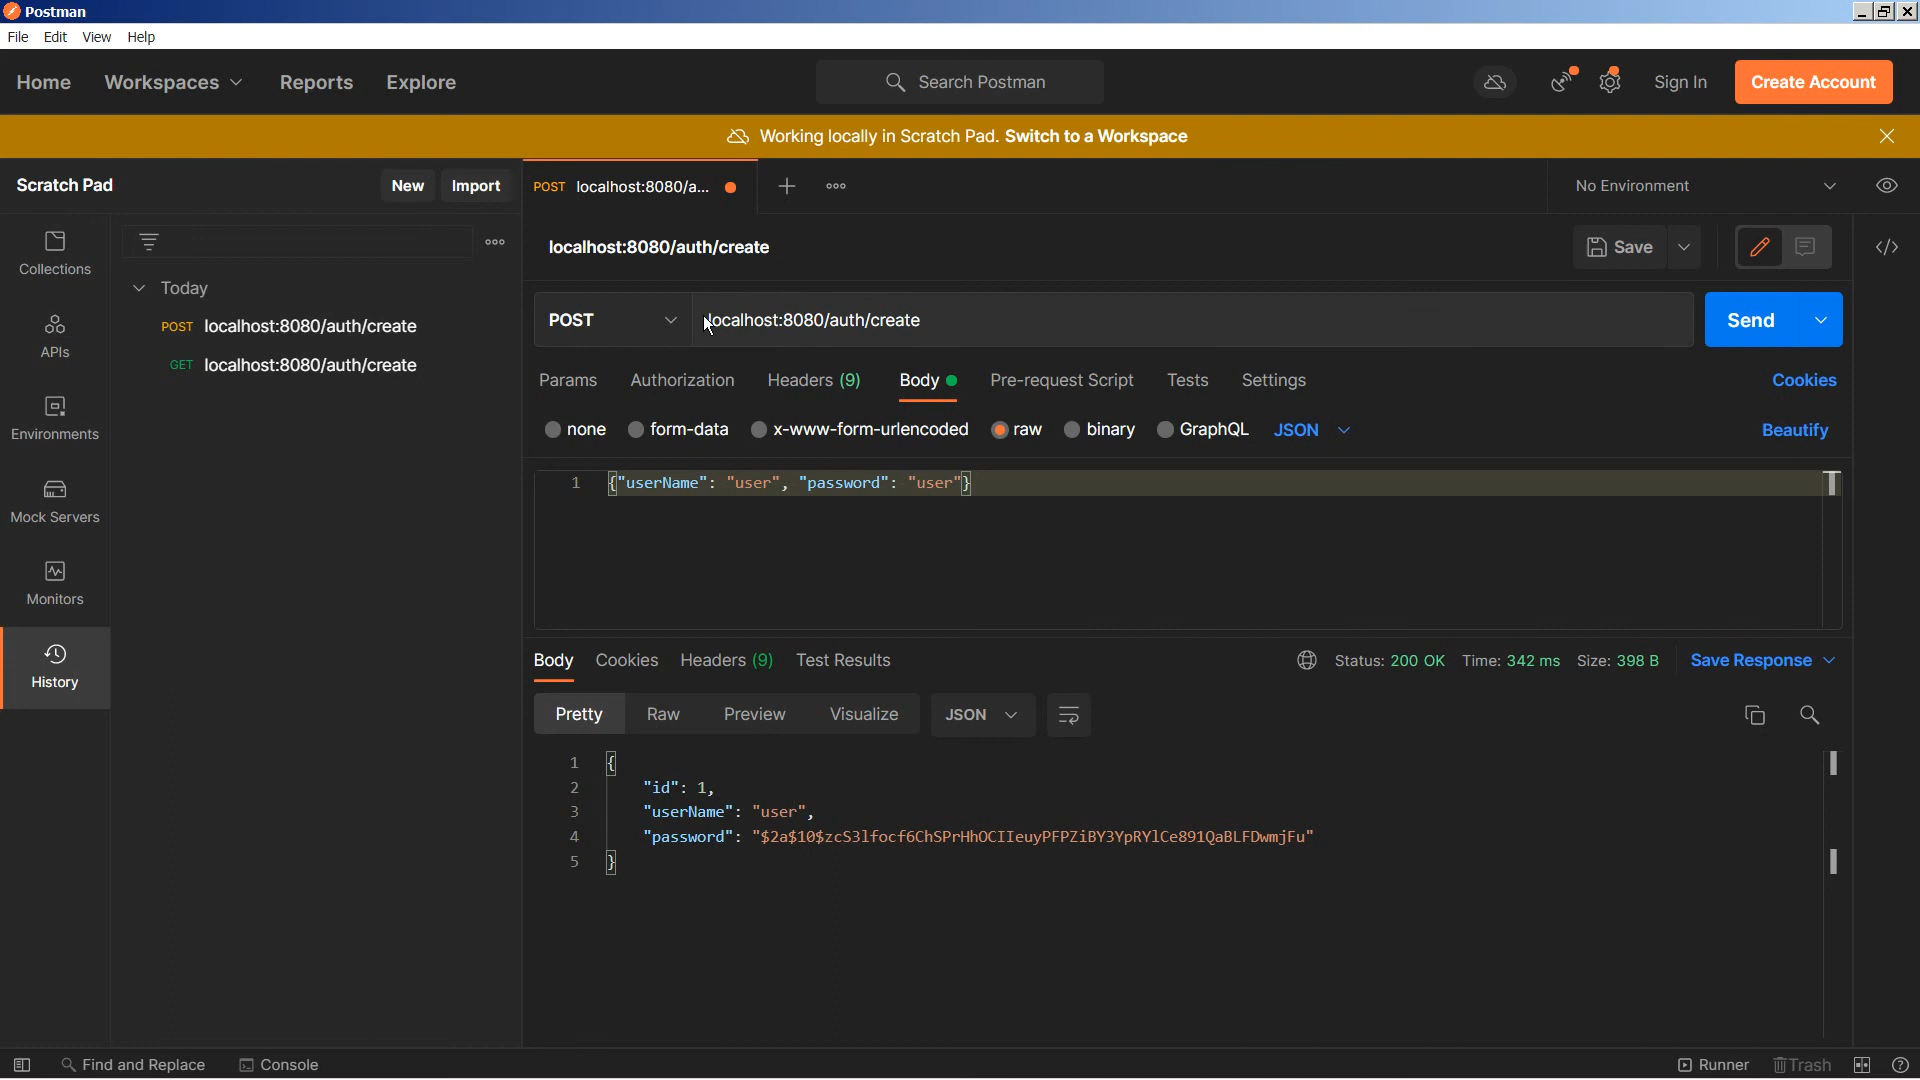 Postman
File Edit View Help
Home Workspaces Reports Explore Search Postman Sign In Create Account
Working locally in Scratch Pad. Switch to a Workspace
Scratch Pad New Import POST localhost:8080/a... No Environment
localhost:8080/auth/create Save
Collections
Today
POST localhost:8080/auth/create
GET localhost:8080/auth/create
APIs
Environments
Mock Servers
Monitors
History
POST localhost:8080/auth/create Send
Params Authorization Headers (9) Body Pre-request Script Tests Settings Cookies
none form-data x-www-form-urlencoded raw binary GraphQL JSON Beautify
1 {"userName": "user", "password": "user"}
Body Cookies Headers (9) Test Results Status: 200 OK Time: 342 ms Size: 398 B Save Response
Pretty Raw Preview Visualize JSON
1 {
2 "id": 1,
3 "userName": "user",
4 "password": "$2a$10$zcS3lfocf6ChSPrHhOCIIeuyPFPZiBY3YpRYlCe891QaBLFDwmjFu"
5 }
Find and Replace Console Runner Trash